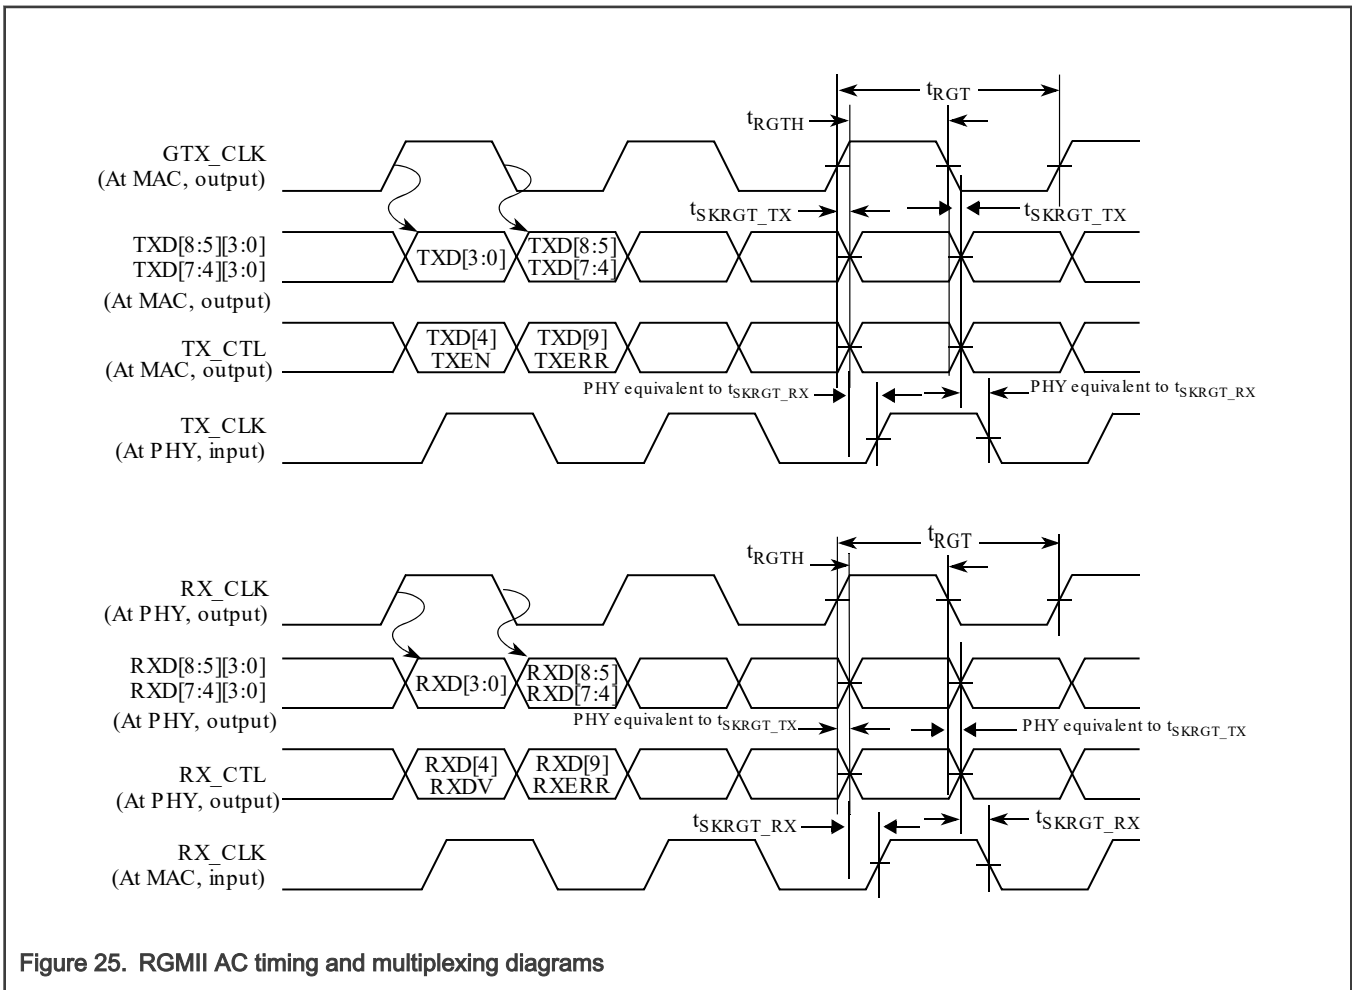 tRGT
tRGTH
GTX_CLK
(At MAC, output)
tSKRGT_TX
tSKRGT_TX
TXD[8:5][3:0]
TXD[7:4][3:0]
(At MAC, output)
TXD[3:0]
TXD[8:5]
TXD[7:4]
TX_CTL
(At MAC, output)
TXD[4]
TXEN
TXD[9]
TXERR
PHY equivalent to tSKRGT_RX
PHY equivalent to tSKRGT_RX
TX_CLK
(At PHY, input)
tRGT
tRGTH
RX_CLK
(At PHY, output)
RXD[8:5][3:0]
RXD[7:4][3:0]
(At PHY, output)
RXD[3:0]
RXD[8:5]
RXD[7:4]
PHY equivalent to tSKRGT_TX
PHY equivalent to tSKRGT_TX
RX_CTL
(At PHY, output)
RXD[4]
RXDV
RXD[9]
RXERR
tSKRGT_RX
tSKRGT_RX
RX_CLK
(At MAC, input)
Figure 25. RGMII AC timing and multiplexing diagrams